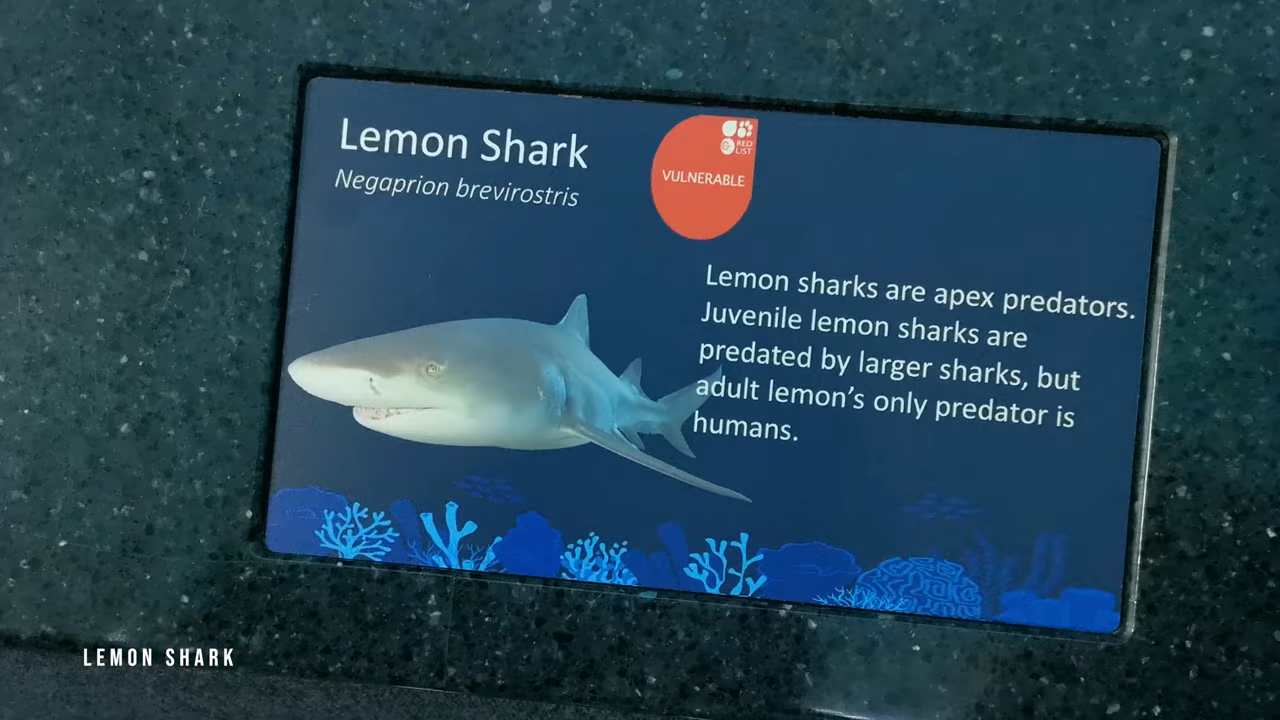 Lemon Shark
Negaprion brevirostris
RED
LIST
VULNERABLE
Lemon sharks are apex predators.
Juvenile lemon sharks are
predated by larger sharks, but
adult lemon’s only predator is
humans.
LEMON SHARK